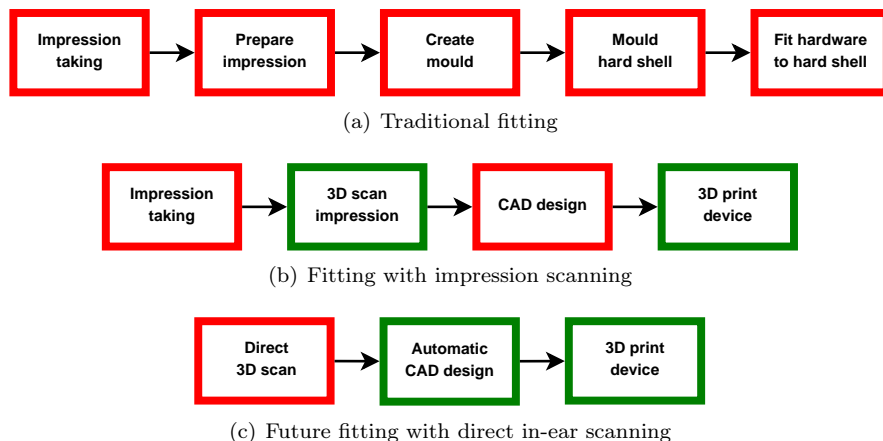 Impression
taking
Prepare
impression
Create
mould
Mould
hard shell
Fit hardware
to hard shell
(a) Traditional fitting
Impression
taking
3D scan
impression
CAD design
3D print
device
(b) Fitting with impression scanning
Direct
3D scan
Automatic
CAD design
3D print
device
(c) Future fitting with direct in-ear scanning